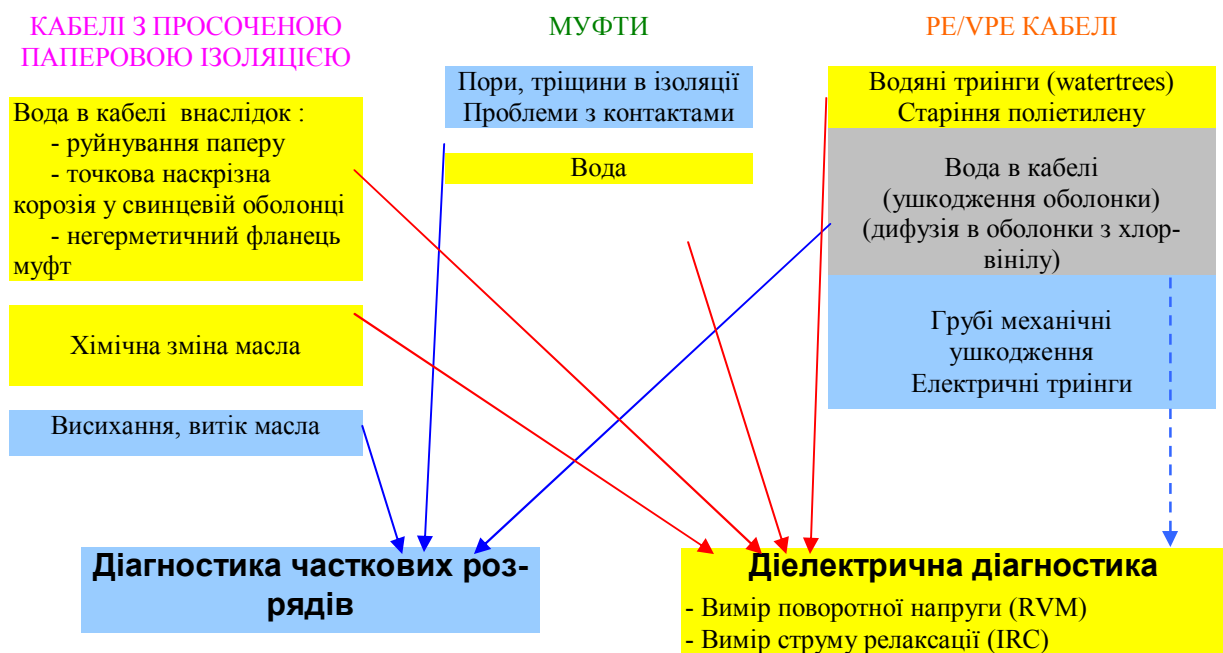 КАБЕЛІ З ПРОСОЧЕНОЮ
ПАПЕРОВОЮ ІЗОЛЯЦІЄЮ
Вода в кабелі внаслідок :
- руйнування паперу
- точкова наскрізна
корозія у свинцевій оболонці
- негерметичний фланець
муфт
Хімічна зміна масла
Висихання, витік масла
МУФТИ
Пори, тріщини в ізоляції
Проблеми з контактами
Вода
PE/VPE КАБЕЛІ
Водяні триінги (watertrees)
Старіння поліетилену
Вода в кабелі
(ушкодження оболонки)
(дифузія в оболонки з хлор-
вінілу)
Грубі механічні
ушкодження
Електричні триінги
Діагностика часткових роз-
рядів
Діелектрична діагностика
- Вимір поворотної напруги (RVM)
- Вимір струму релаксації (IRC)